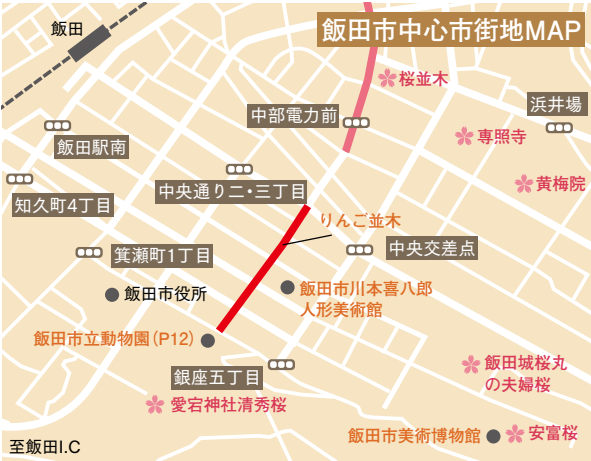 飯田市中心市街地MAP
飯田
桜並木
浜井場
中部電力前
専照寺
飯田駅南
黄梅院
中央通り二・三丁目
知久町4丁目
りんご並木
中央交差点
箕瀬町1丁目
飯田市役所
飯田市川本喜八郎
人形美術館
飯田市立動物園(P12)
銀座五丁目
飯田城桜丸
の夫婦桜
愛宕神社清秀桜
飯田市美術博物館
安富桜
至飯田I.C